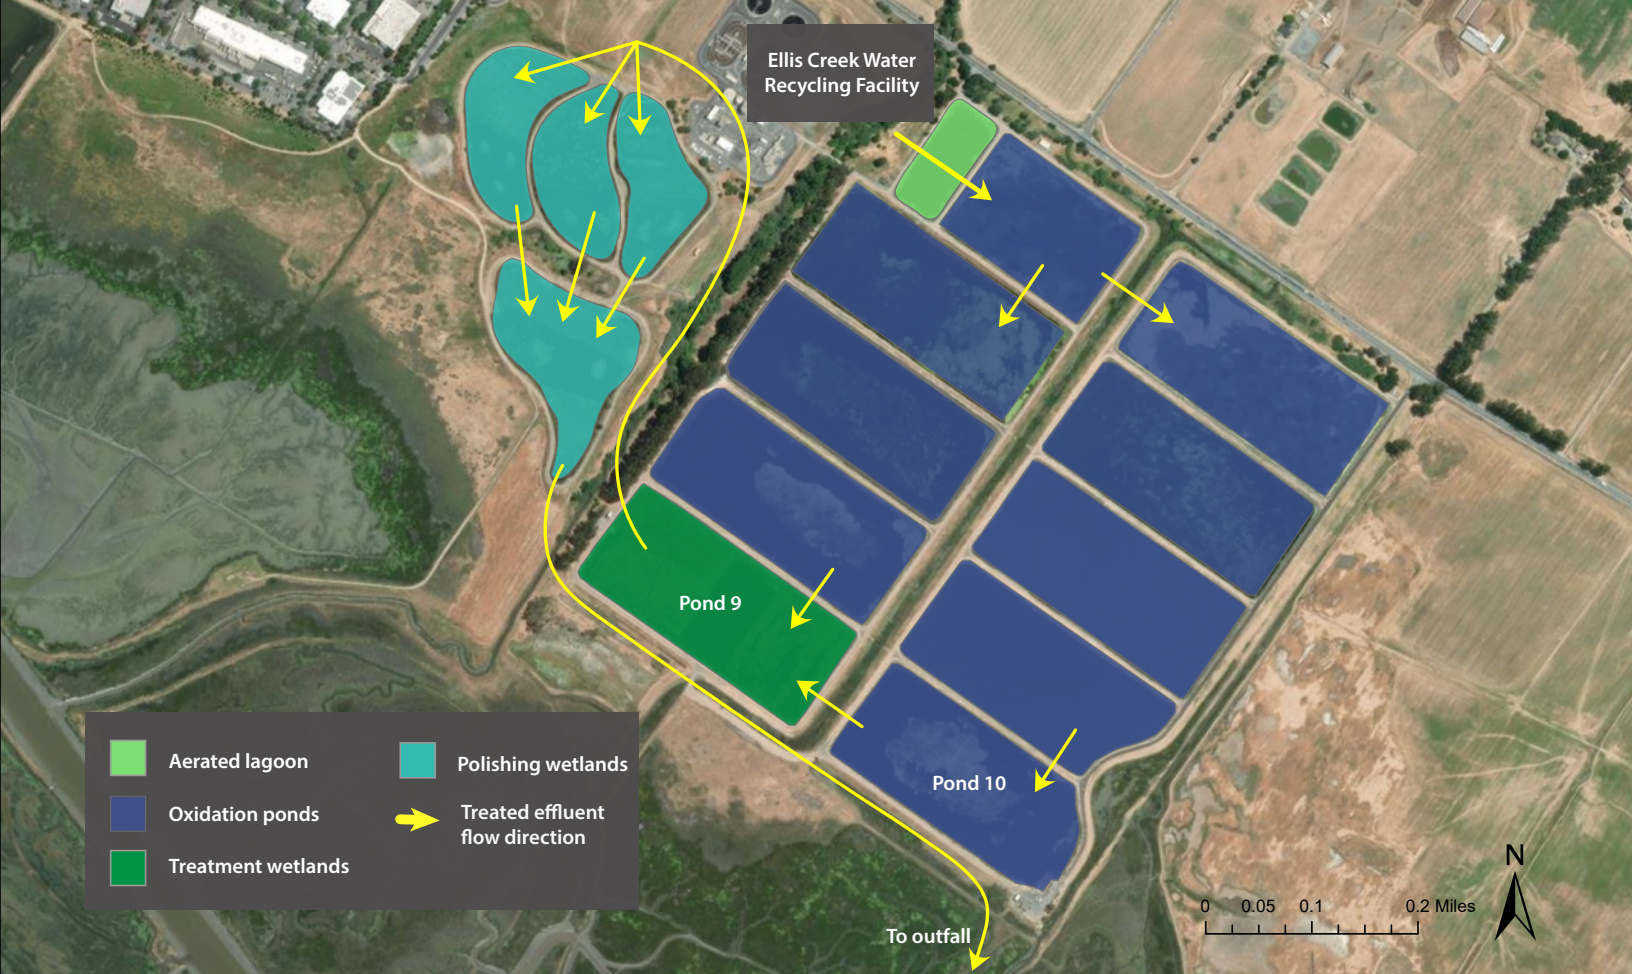 Ellis Creek Water
Recycling Facility
Pond 9
Pond 10
Aerated lagoon
Oxidation ponds
Treatment wetlands
Polishing wetlands
Treated effluent
flow direction
N
0 0.05 0.1 0.2 Miles
To outfall